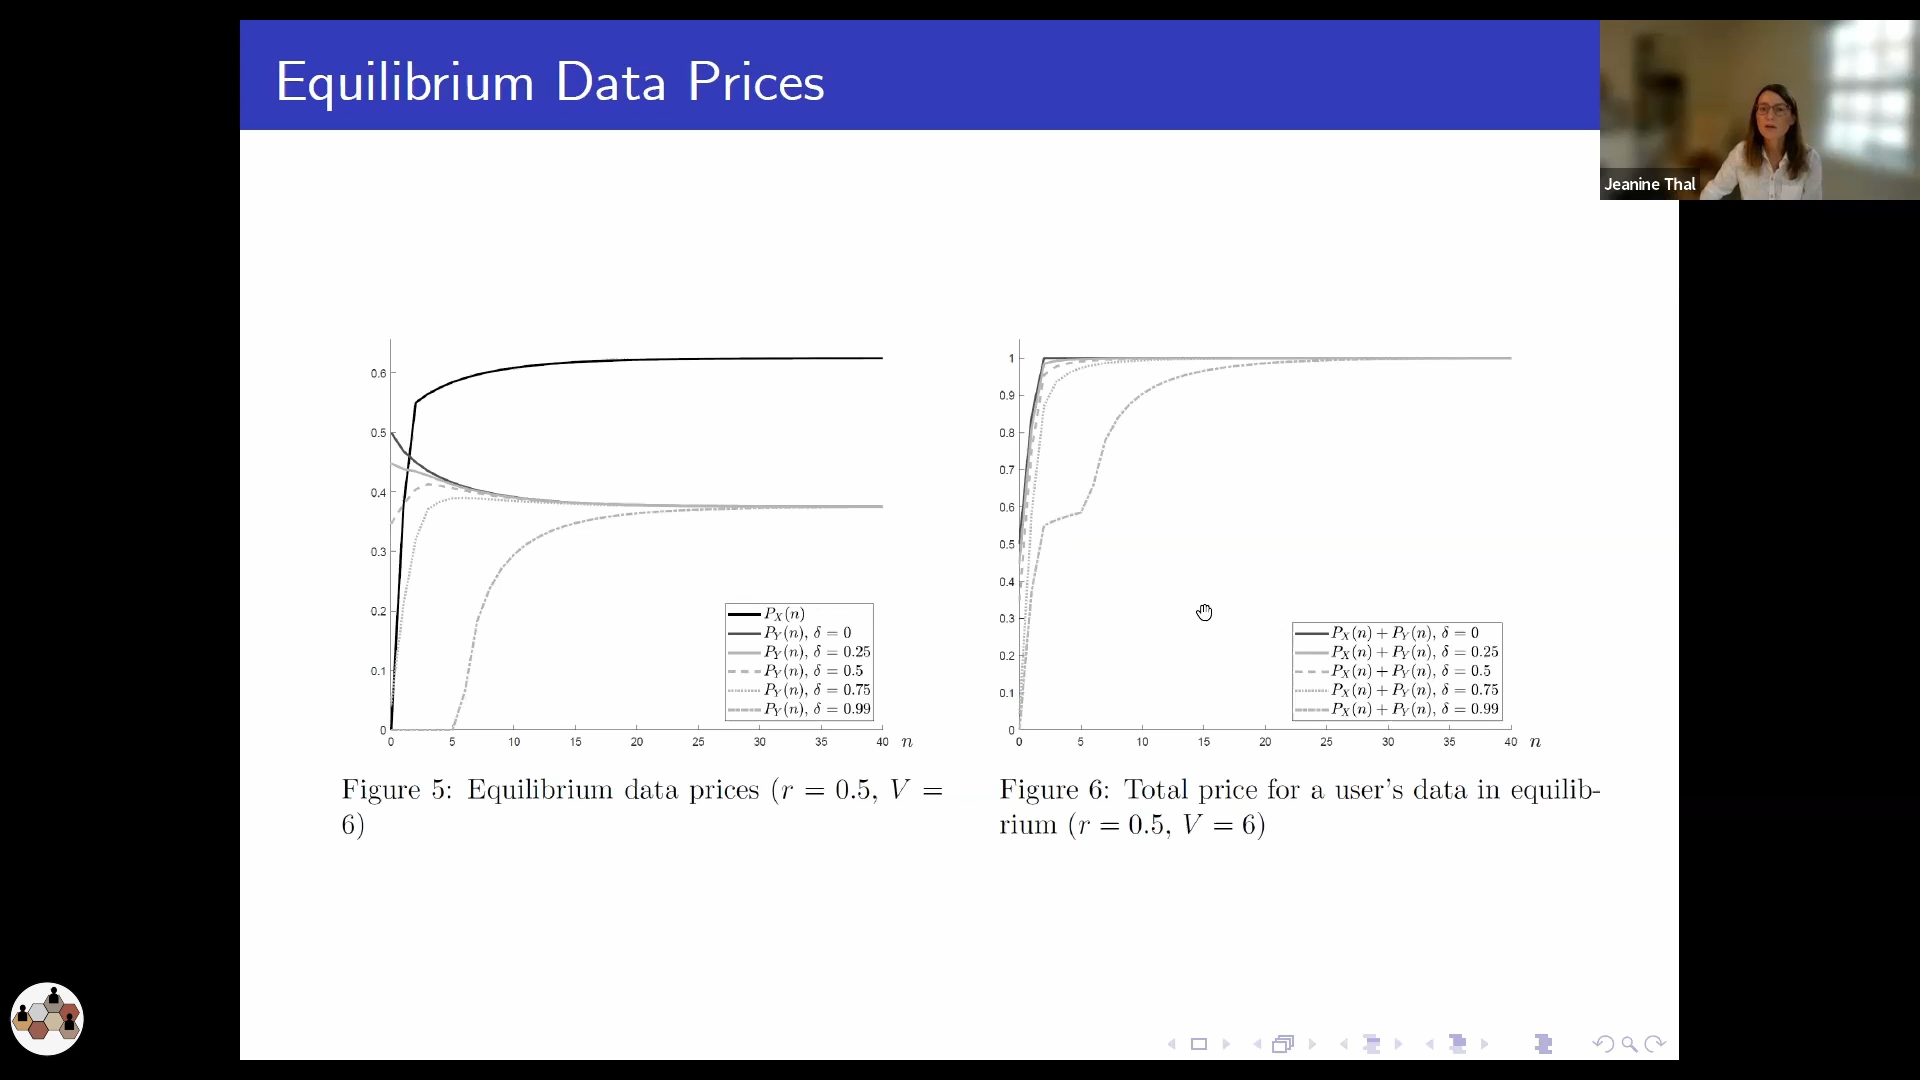 Equilibrium Data Prices
Jeanine Thal
0.6
0.5
0.4
0.3
0.2
0.1
0
0 5 10 15 20 25 30 35 40 n
P_X(n)
P_Y(n), δ = 0
P_Y(n), δ = 0.25
P_Y(n), δ = 0.5
P_Y(n), δ = 0.75
P_Y(n), δ = 0.99
Figure 5: Equilibrium data prices (r = 0.5, V =
6)
1
0.9
0.8
0.7
0.6
0.5
0.4
0.3
0.2
0.1
0
0 5 10 15 20 25 30 35 40 n
P_X(n) + P_Y(n), δ = 0
P_X(n) + P_Y(n), δ = 0.25
P_X(n) + P_Y(n), δ = 0.5
P_X(n) + P_Y(n), δ = 0.75
P_X(n) + P_Y(n), δ = 0.99
Figure 6: Total price for a user's data in equilib-
rium (r = 0.5, V = 6)